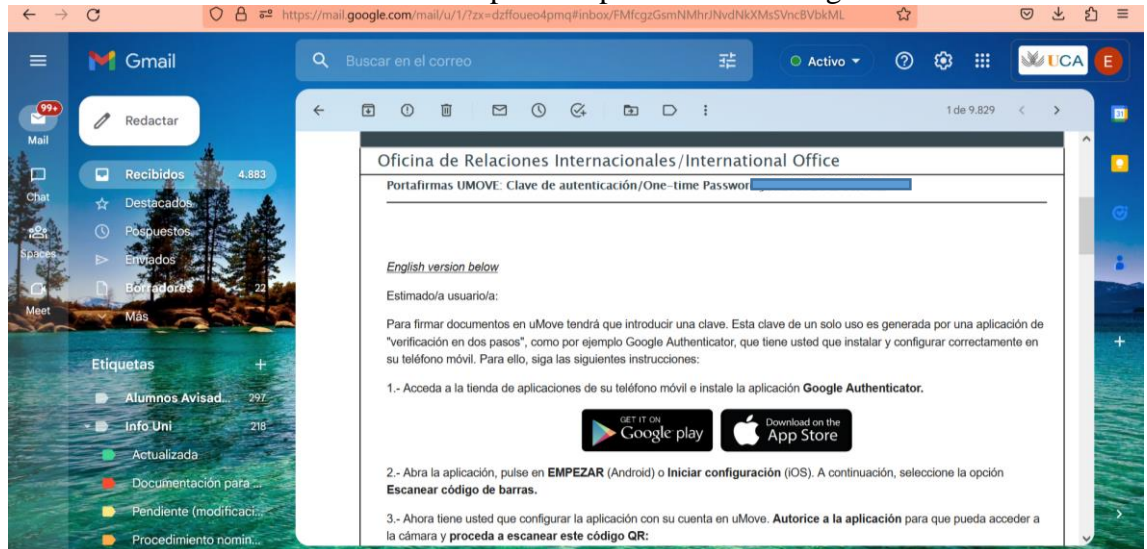 https://mail.google.com/mail/u/1/?zx=dzffoueo4pmq#inbox/FMfcgzGsmNMhrJNvdNkXMsSVncBVbkML
Gmail
Buscar en el correo
Activo
UCA
E
99+
Mail
Redactar
1 de 9.829
31
Chat
Spaces
Meet
Recibidos 4.883
Destacados
Pospuestos
Enviados
Borradores 22
Más
Etiquetas +
Alumnos Avisad... 297
Info Uni 218
Actualizada
Documentación para ...
Pendiente (modificaci...
Procedimiento nomin...
Oficina de Relaciones Internacionales/International Office
Portafirmas UMOVE: Clave de autenticación/One-time Passwor
English version below
Estimado/a usuario/a:
Para firmar documentos en uMove tendrá que introducir una clave. Esta clave de un solo uso es generada por una aplicación de
"verificación en dos pasos", como por ejemplo Google Authenticator, que tiene usted que instalar y configurar correctamente en
su teléfono móvil. Para ello, siga las siguientes instrucciones:
1.- Acceda a la tienda de aplicaciones de su teléfono móvil e instale la aplicación Google Authenticator.
GET IT ON
Google play
Download on the
App Store
2.- Abra la aplicación, pulse en EMPEZAR (Android) o Iniciar configuración (iOS). A continuación, seleccione la opción
Escanear código de barras.
3.- Ahora tiene usted que configurar la aplicación con su cuenta en uMove. Autorice a la aplicación para que pueda acceder a
la cámara y proceda a escanear este código QR: